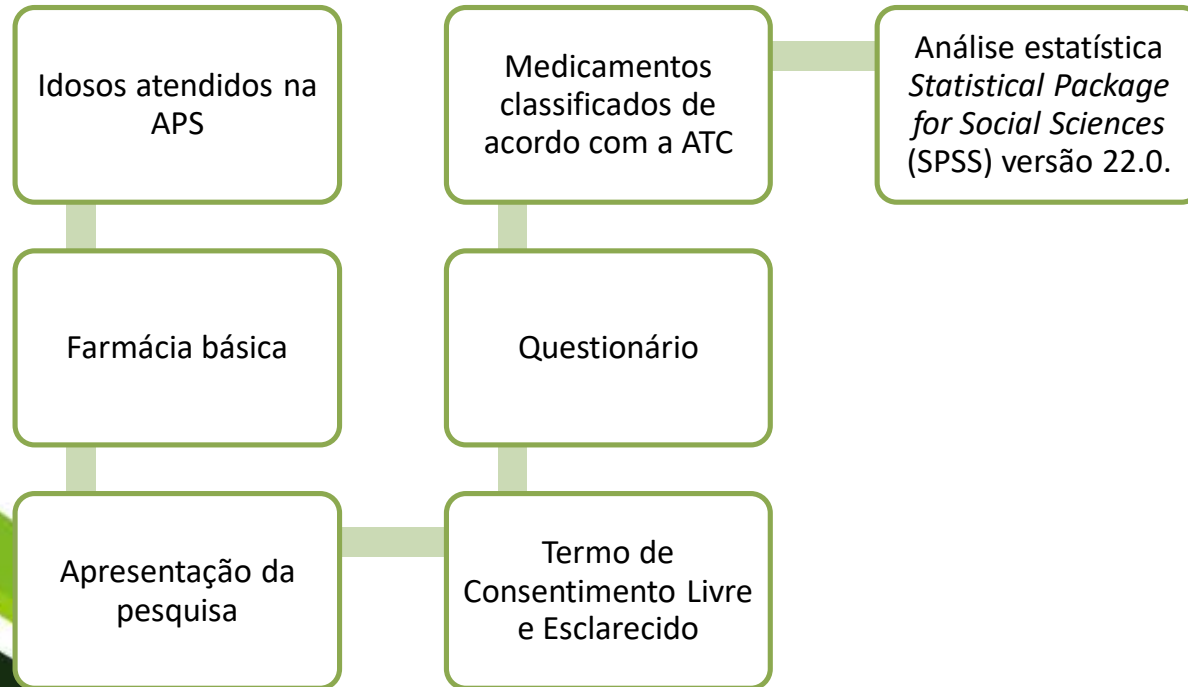 Idosos atendidos na
APS
Farmácia básica
Apresentação da
pesquisa
Termo de
Consentimento Livre
e Esclarecido
Questionário
Medicamentos
classificados de
acordo com a ATC
Análise estatística
Statistical Package
for Social Sciences
(SPSS) versão 22.0.